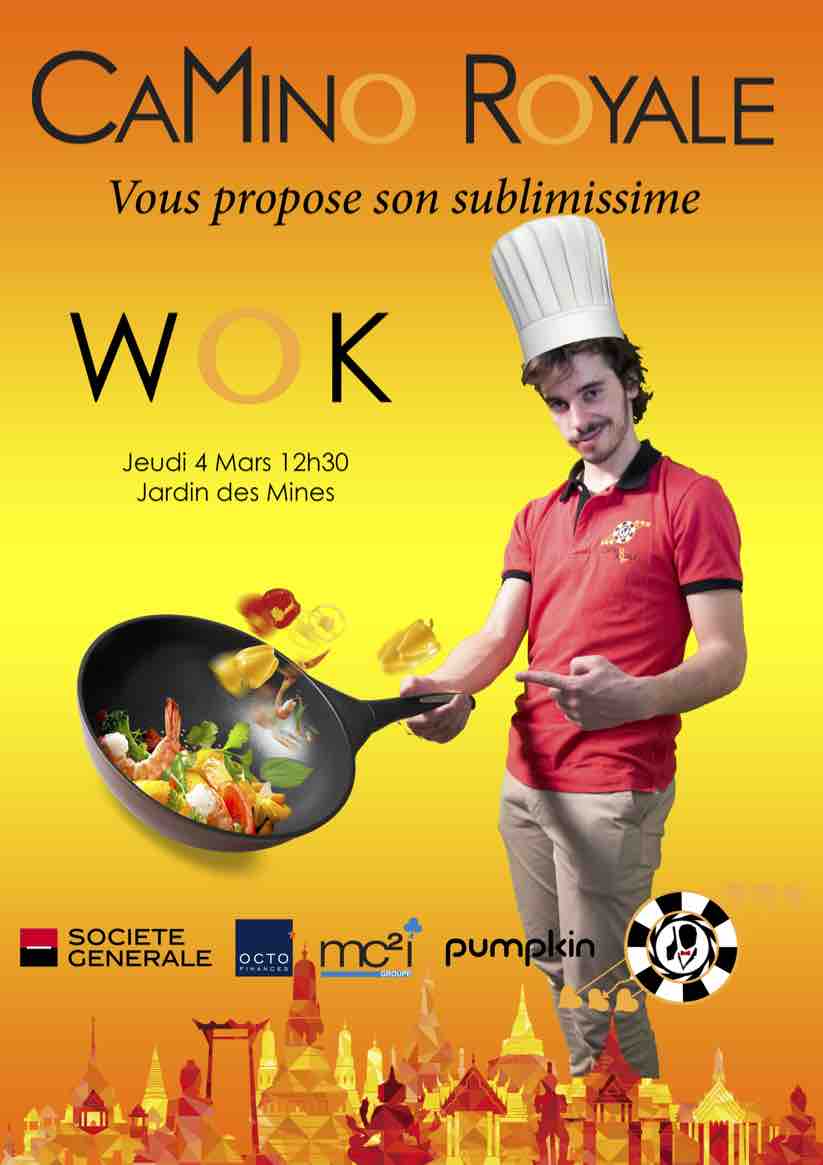 CAMINO ROYALE
Vous propose son sublimissime
WOK
Jeudi 4 Mars 12h30
Jardin des Mines
SOCIETE
GENERALE
OCTO
FINANCES
mc²i
GROUPE
pumpkin